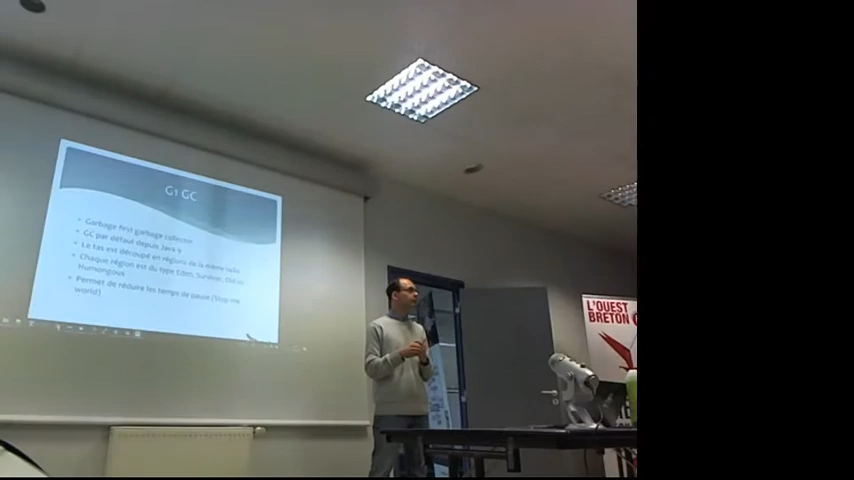 G1 GC
Garbage first garbage collector
GC par défaut depuis Java 9
Le tas est découpé en régions de la même taille
Chaque région est du type Eden, Survivor, Old ou
Humongous
Permet de réduire les temps de pause (Stop the
world)
L'OUEST
BRETON